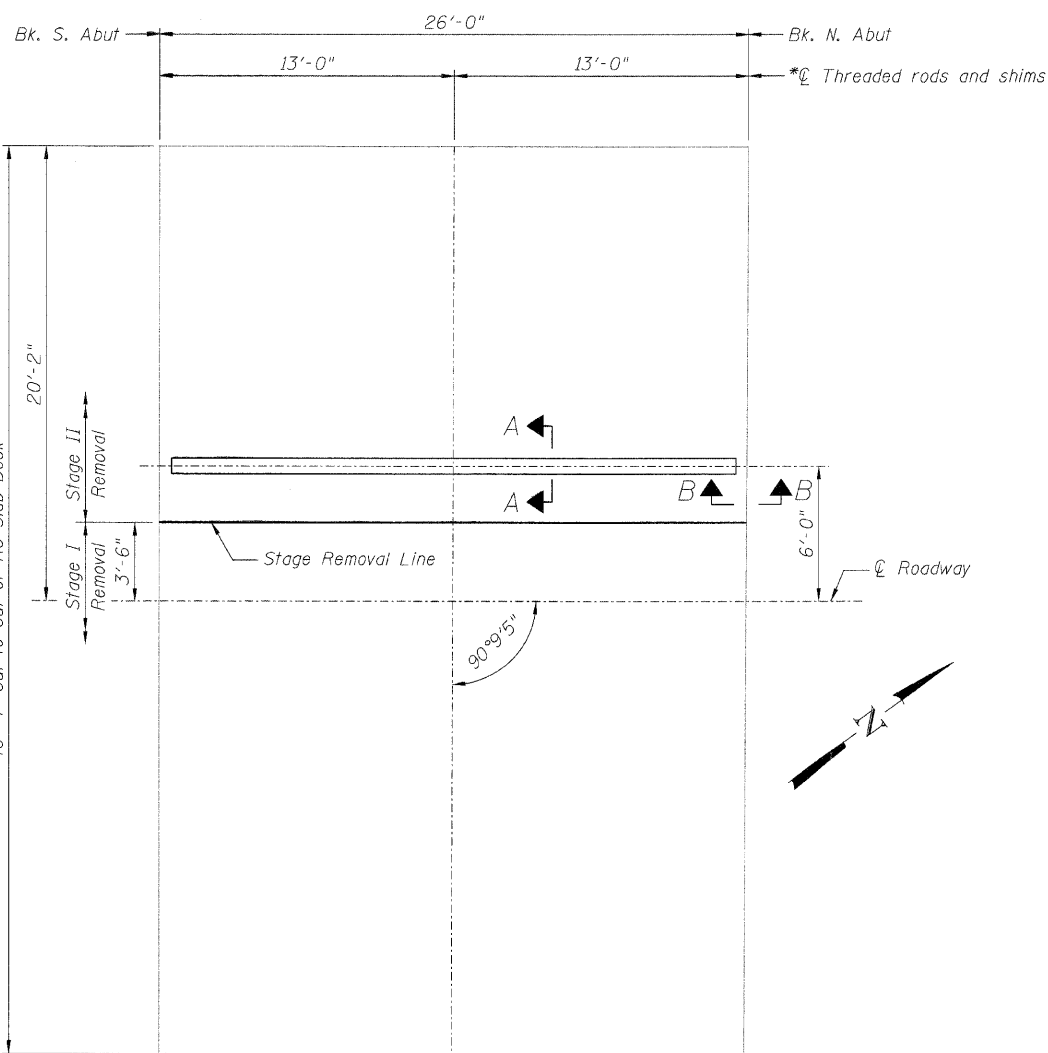 26'-0"
Bk. S. Abut
Bk. N. Abut
13'-0"
13'-0"
*℄ Threaded rods and shims
20'-2"
Stage II
Removal
A
A
B
B
6'-0"
Stage Removal Line
Stage I
Removal
3'-6"
℄ Roadway
90°9'5"
N